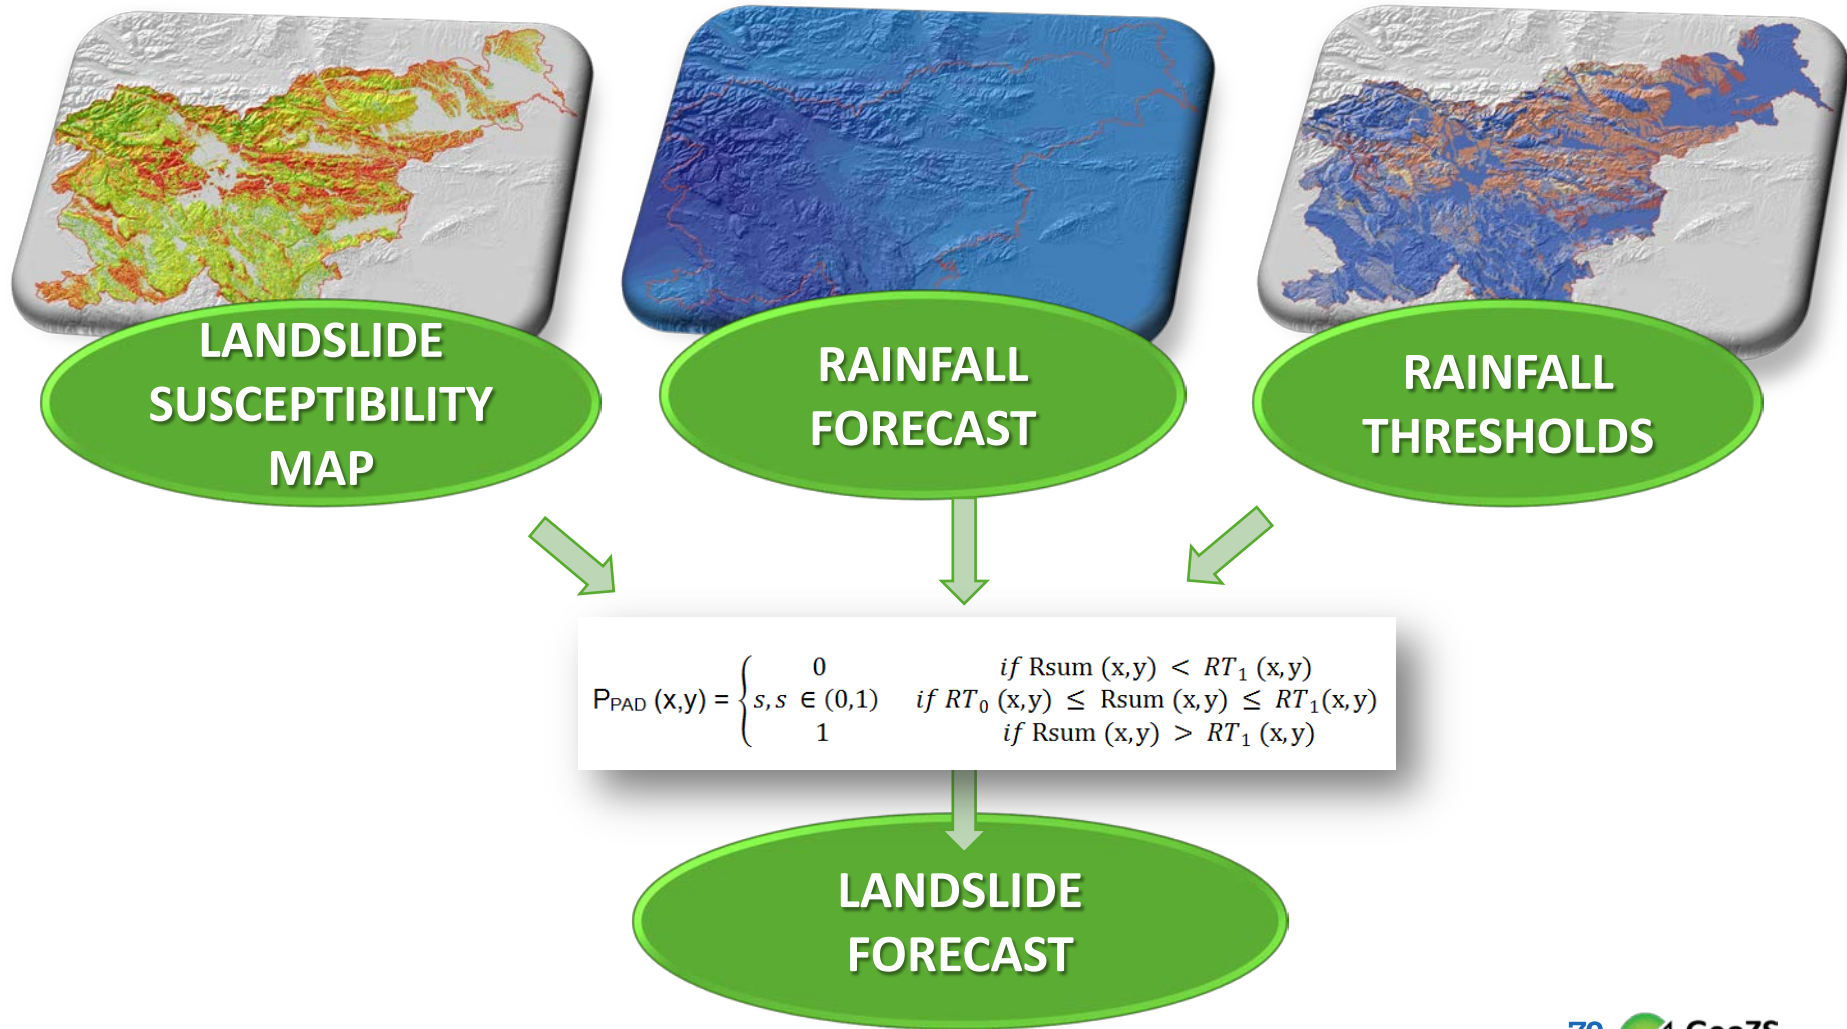 LANDSLIDE
SUSCEPTIBILITY
MAP
RAINFALL
FORECAST
RAINFALL
THRESHOLDS
0 if Rsum (x,y) < RT₁ (x,y)
P_PAD (x,y) = { s, s ∈ (0,1) if RT₀ (x,y) ≤ Rsum (x,y) ≤ RT₁(x,y)
1 if Rsum (x,y) > RT₁ (x,y)
LANDSLIDE
FORECAST